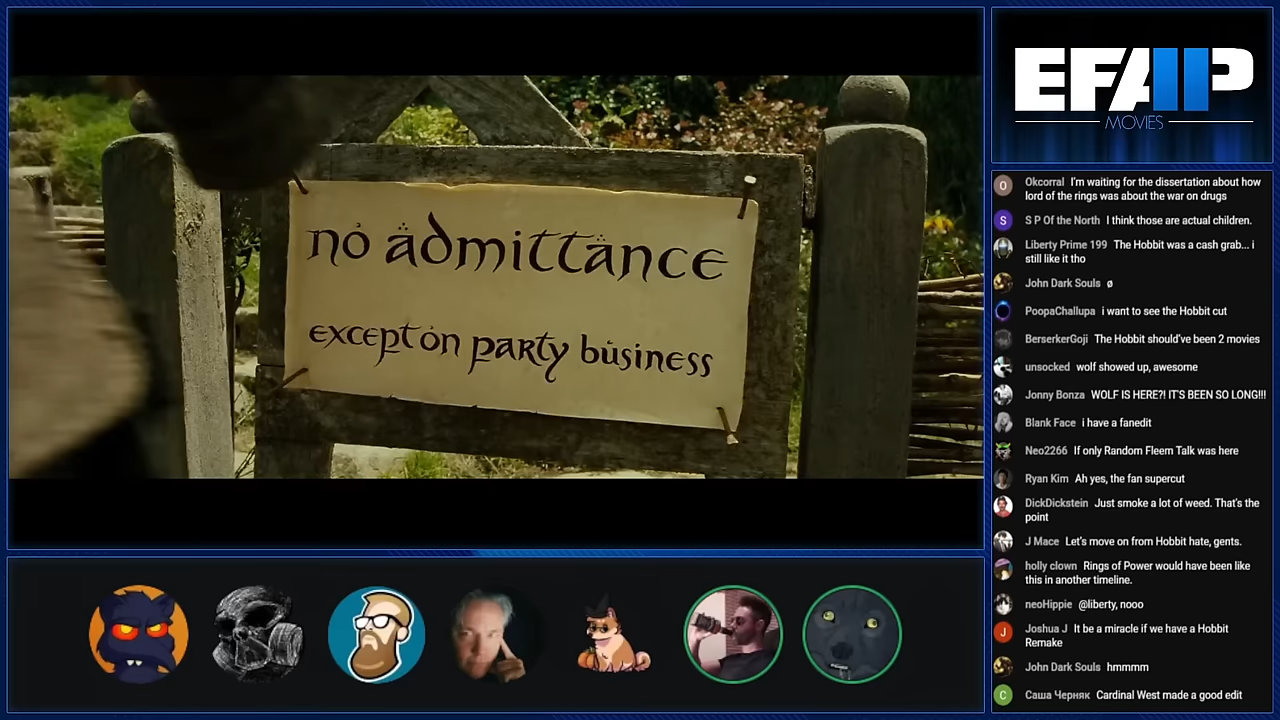 nȯ ädmittänce
except ȯn party bu̇siness
EFAP
MOVIES
Okcorral I'm waiting for the dissertation about how
lord of the rings was about the war on drugs
S P Of the North I think those are actual children.
Liberty Prime 199 The Hobbit was a cash grab... i
still like it tho
John Dark Souls ø
PoopaChallupa i want to see the Hobbit cut
BerserkerGoji The Hobbit should've been 2 movies
unsocked wolf showed up, awesome
Jonny Bonza WOLF IS HERE?! IT'S BEEN SO LONG!!!
Blank Face i have a fanedit
Neo2266 If only Random Fleem Talk was here
Ryan Kim Ah yes, the fan supercut
DickDickstein Just smoke a lot of weed. That's the
point
J Mace Let's move on from Hobbit hate, gents.
holly clown Rings of Power would have been like
this in another timeline.
neoHippie @liberty, nooo
Joshua J It be a miracle if we have a Hobbit
Remake
John Dark Souls hmmmm
Саша Черняк Cardinal West made a good edit